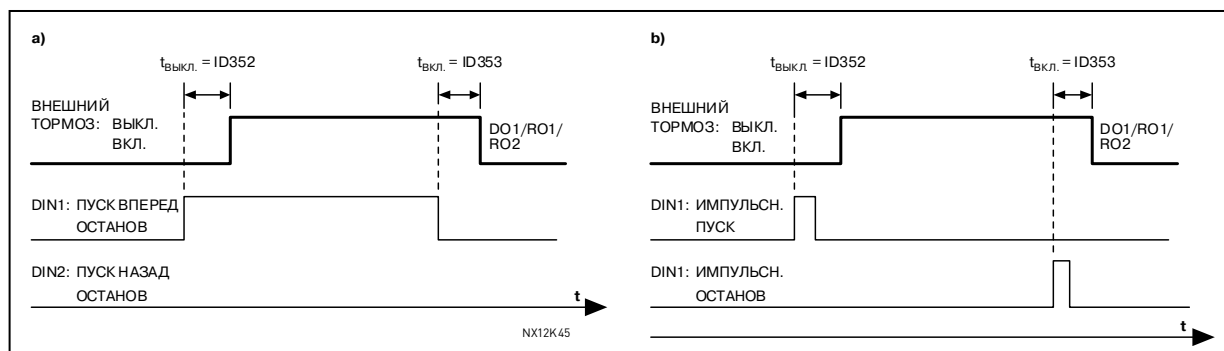 a)
tВЫКЛ. = ID352
tВКЛ. = ID353
ВНЕШНИЙ
ТОРМОЗ: ВЫКЛ.
ВКЛ.
DO1/RO1/
RO2
DIN1: ПУСК ВПЕРЕД
ОСТАНОВ
DIN2: ПУСК НАЗАД
ОСТАНОВ
t
NX12K45
b)
tВЫКЛ. = ID352
tВКЛ. = ID353
ВНЕШНИЙ
ТОРМОЗ: ВЫКЛ.
ВКЛ.
DO1/RO1/
RO2
DIN1: ИМПУЛЬСН.
ПУСК
DIN1: ИМПУЛЬСН.
ОСТАНОВ
t